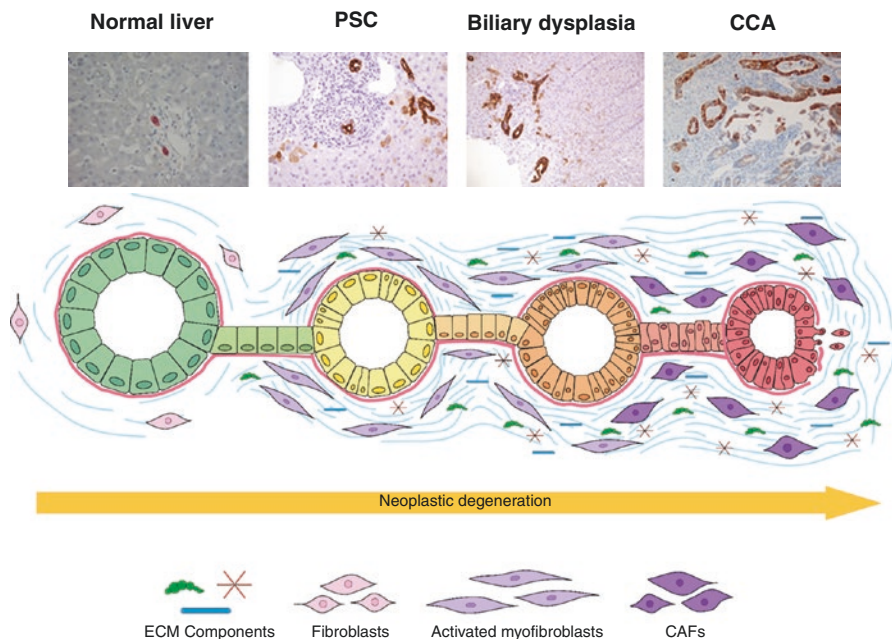 Normal liver
PSC
Biliary dysplasia
CCA
Neoplastic degeneration
ECM Components
Fibroblasts
Activated myofibroblasts
CAFs